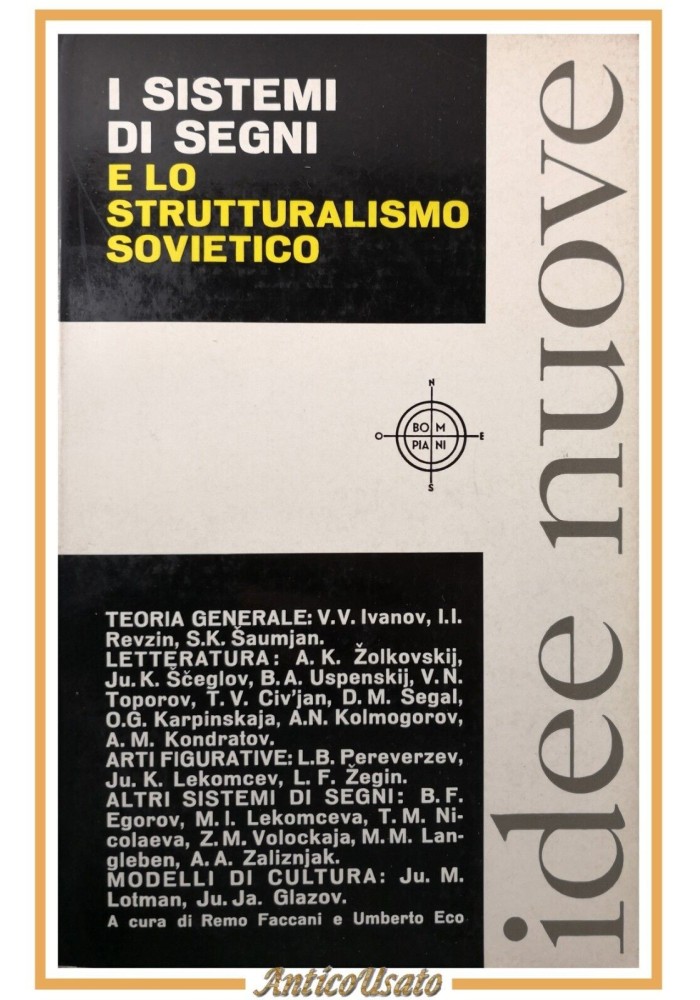 I SISTEMI
DI SEGNI
E LO
STRUTTURALISMO
SOVIETICO
idee nuove
N
BO M
O E
PIA NI
S
TEORIA GENERALE: V.V. Ivanov, I.I.
Revzin, S.K. Šaumjan.
LETTERATURA: A. K. Žolkovskij,
Ju. K. Ščeglov, B. A. Uspenskij, V. N.
Toporov, T. V. Civ'jan, D. M. Segal,
O.G. Karpinskaja, A.N. Kolmogorov,
A. M. Kondratov.
ARTI FIGURATIVE: L.B. Pereverzev,
Ju. K. Lekomcev, L. F. Žegin.
ALTRI SISTEMI DI SEGNI: B. F.
Egorov, M. I. Lekomceva, T. M. Ni-
colaeva, Z. M. Volockaja, M. M. Lan-
gleben, A. A. Zaliznjak.
MODELLI DI CULTURA: Ju. M.
Lotman, Ju. Ja. Glazov.
A cura di Remo Faccani e Umberto Eco
AnticoUsato